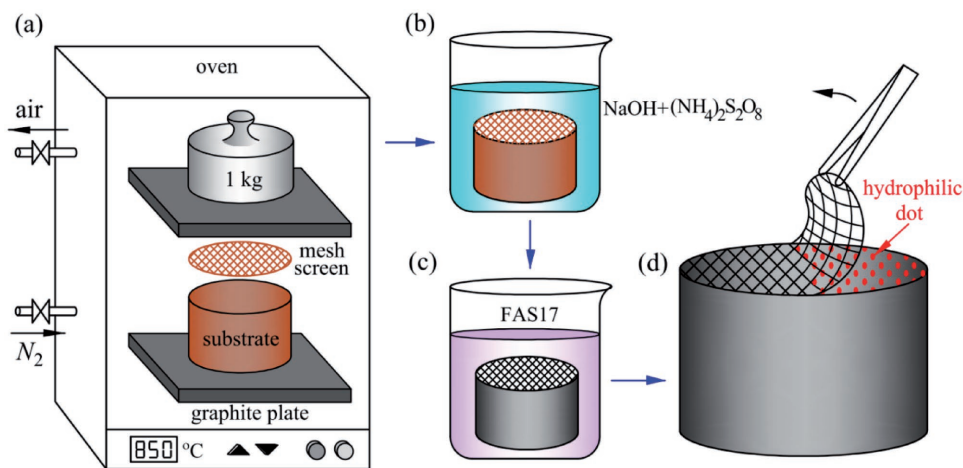 (a)
oven
air
1 kg
mesh
screen
substrate
N₂
graphite plate
850 °C
(b)
NaOH+(NH₄)₂S₂O₈
(c)
FAS17
hydrophilic
dot
(d)